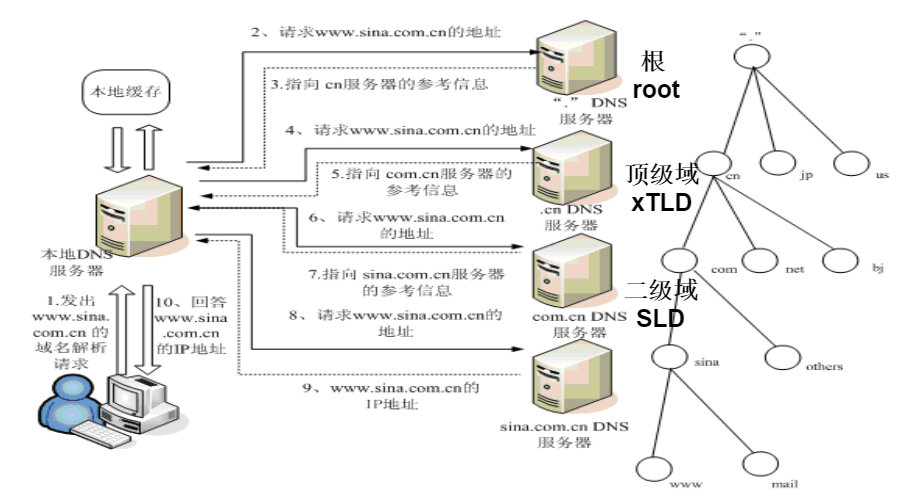 2、请求www.sina.com.cn的地址
3.指向 cn服务器的参考信息
“.” DNS
服务器
根
root
本地缓存
4、请求www.sina.com.cn的地址
5.指向 com.cn服务器的
参考信息
.cn DNS
服务器
顶级域
xTLD
6、请求www.sina.com.cn
的地址
本地DNS
服务器
7.指向 sina.com.cn服务器
的参考信息
com.cn DNS
服务器
二级域
SLD
8、请求www.sina.com.cn的
地址
1.发出
www.sina.
com.cn 的
域名解析
请求
10、回答
www.sina
.com.cn
的IP地址
9、www.sina.com.cn的
IP地址
sina.com.cn DNS
服务器
“.”
cn
jp
us
com
net
bj
sina
others
www
mail